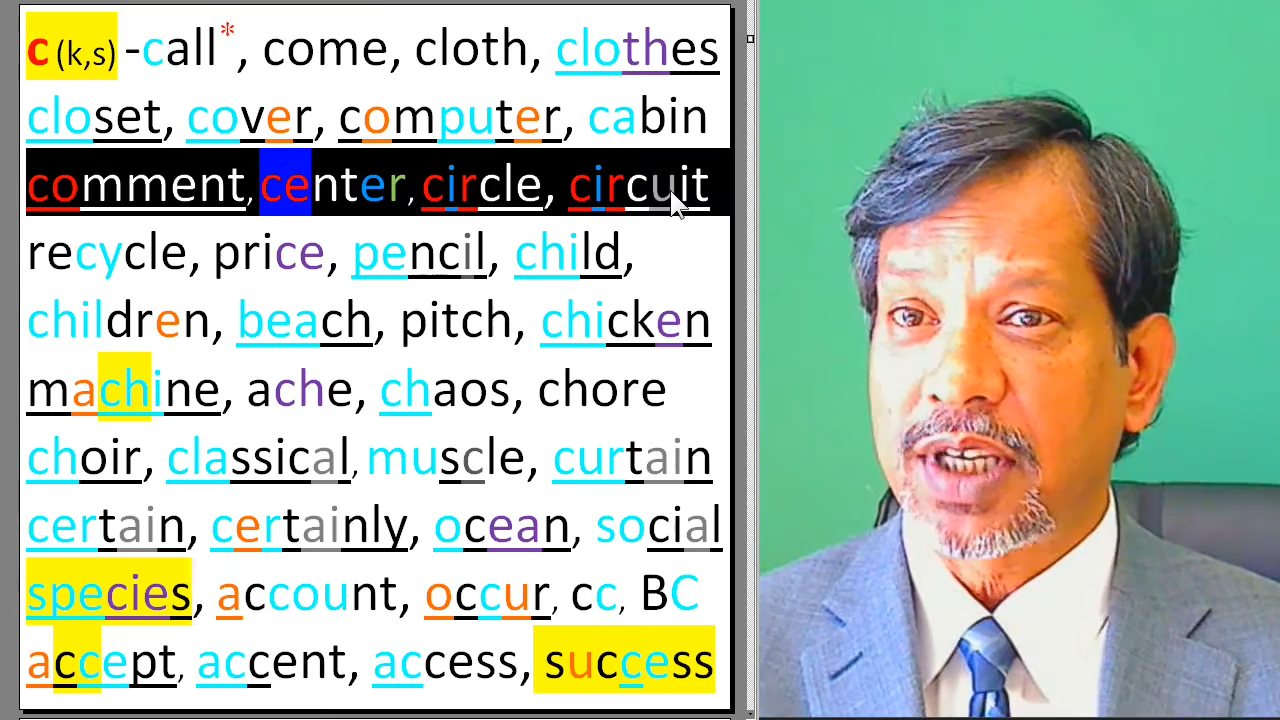 c (k,s) -call*, come, cloth, clothes
closet, cover, computer, cabin
comment, center, circle, circuit
recycle, price, pencil, child,
children, beach, pitch, chicken
machine, ache, chaos, chore
choir, classical, muscle, curtain
certain, certainly, ocean, social
species, account, occur, cc, BC
accept, accent, access, success